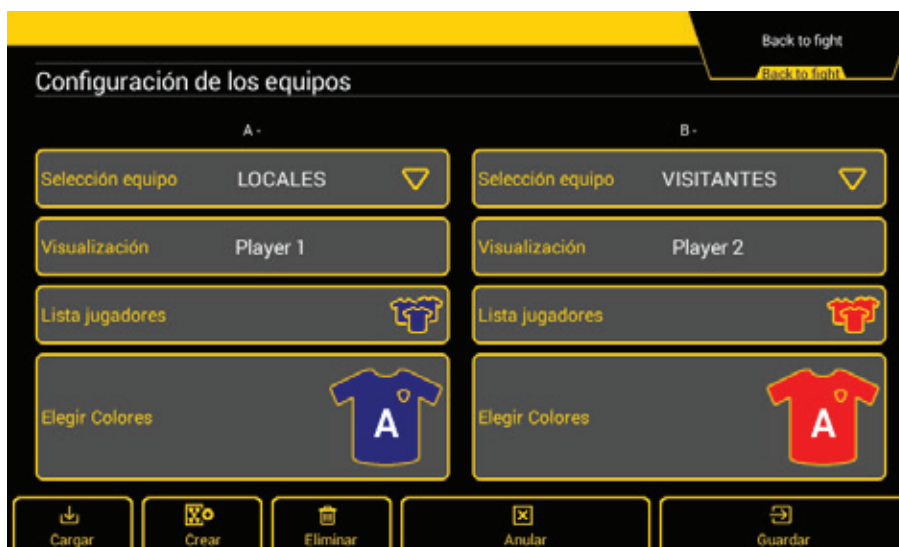 Back to fight
Back to fight
Configuración de los equipos
A -
B -
Selección equipo LOCALES
Selección equipo VISITANTES
Visualización Player 1
Visualización Player 2
Lista jugadores
Lista jugadores
Elegir Colores A
Elegir Colores A
Cargar
Crear
Eliminar
Anular
Guardar